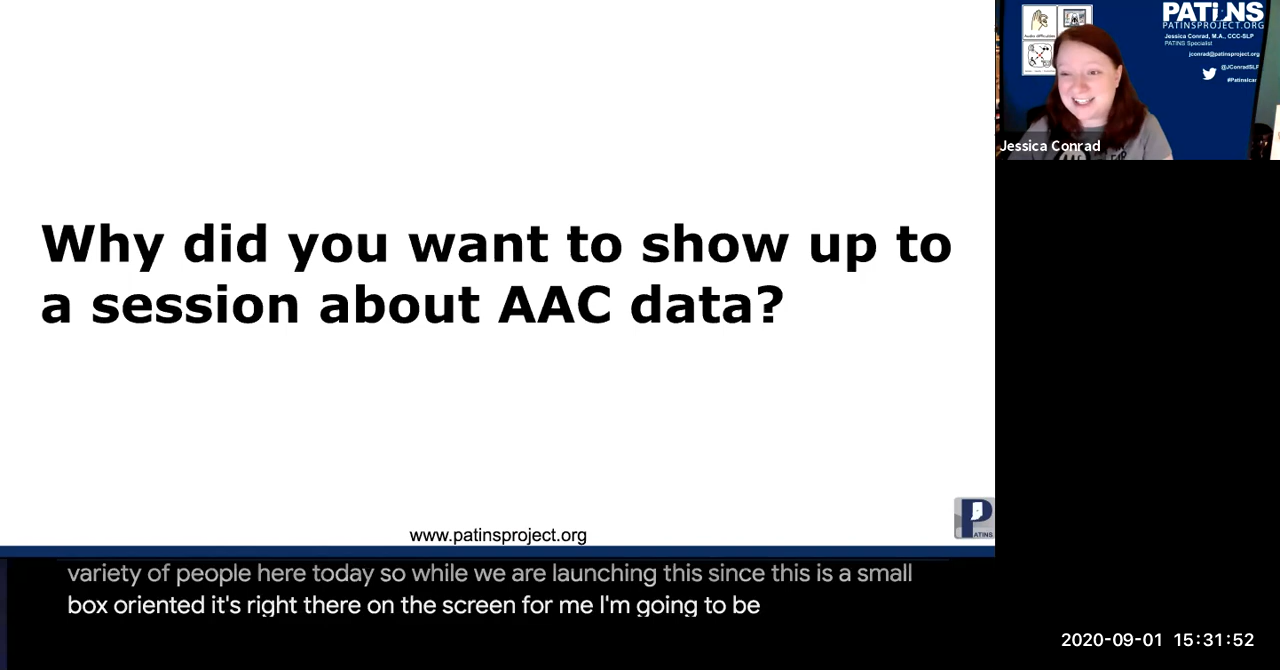 Why did you want to show up to
a session about AAC data?
www.patinsproject.org
P
ATINS
variety of people here today so while we are launching this since this is a small
box oriented it's right there on the screen for me I'm going to be
PATINS
PATINSPROJECT.ORG
Jessica Conrad, M.A., CCC-SLP
PATINS Specialist
jconrad@patinsproject.org
@JConradSLP
#PatinsIcam
Jessica Conrad
2020-09-01 15:31:52